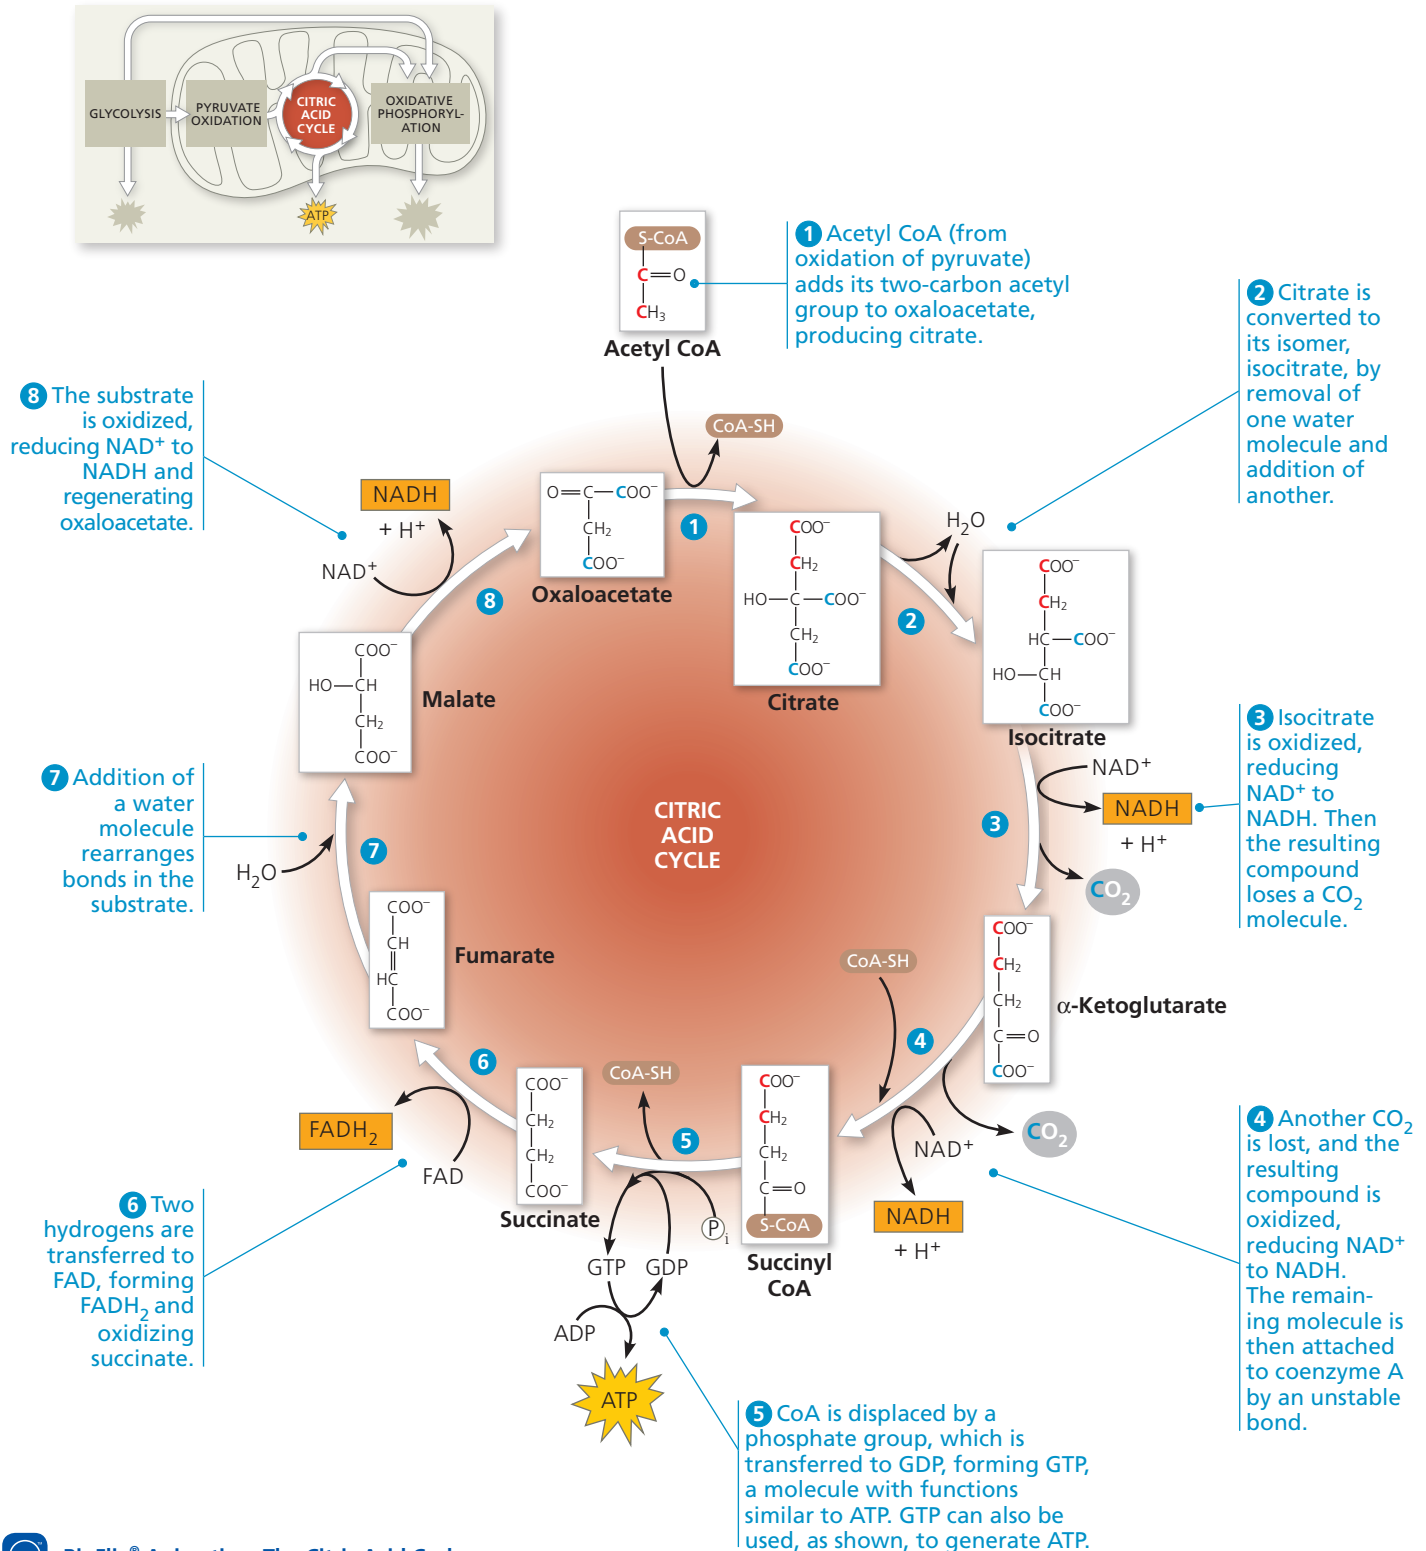 GLYCOLYSIS
PYRUVATE
OXIDATION
CITRIC
ACID
CYCLE
OXIDATIVE
PHOSPHORYL-
ATION
ATP
S-CoA
C=O
CH₃
Acetyl CoA
1 Acetyl CoA (from
oxidation of pyruvate)
adds its two-carbon acetyl
group to oxaloacetate,
producing citrate.
2 Citrate is
converted to
its isomer,
isocitrate, by
removal of
one water
molecule and
addition of
another.
8 The substrate
is oxidized,
reducing NAD⁺ to
NADH and
regenerating
oxaloacetate.
CoA-SH
NADH
+ H⁺
NAD⁺
8
O=C—COO⁻
CH₂
COO⁻
Oxaloacetate
1
COO⁻
CH₂
HO—C—COO⁻
CH₂
COO⁻
Citrate
H₂O
2
COO⁻
CH₂
HC—COO⁻
HO—CH
COO⁻
Isocitrate
COO⁻
HO—CH
CH₂
COO⁻
Malate
3 Isocitrate
is oxidized,
reducing
NAD⁺ to
NADH. Then
the resulting
compound
loses a CO₂
molecule.
NAD⁺
NADH
+ H⁺
3
CO₂
7 Addition of
a water
molecule
rearranges
bonds in the
substrate.
H₂O
7
CITRIC
ACID
CYCLE
COO⁻
CH
HC
COO⁻
Fumarate
CoA-SH
4
COO⁻
CH₂
CH₂
C=O
COO⁻
α-Ketoglutarate
6
FADH₂
FAD
COO⁻
CH₂
CH₂
COO⁻
Succinate
CoA-SH
5
COO⁻
CH₂
CH₂
C=O
S-CoA
Succinyl
CoA
NAD⁺
NADH
+ H⁺
CO₂
4 Another CO₂
is lost, and the
resulting
compound is
oxidized,
reducing NAD⁺
to NADH.
The remain-
ing molecule is
then attached
to coenzyme A
by an unstable
bond.
6 Two
hydrogens are
transferred to
FAD, forming
FADH₂ and
oxidizing
succinate.
Pᵢ
GTP GDP
ADP
ATP
5 CoA is displaced by a
phosphate group, which is
transferred to GDP, forming GTP,
a molecule with functions
similar to ATP. GTP can also be
used, as shown, to generate ATP.